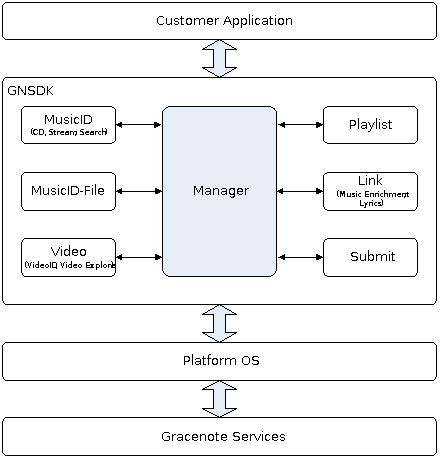 Customer Application
GNSDK
MusicID
(CD, Stream Search)
Playlist
MusicID-File
Manager
Link
(Music Enrichment
Lyrics)
Video
(VideoID, Video Explore)
Submit
Platform OS
Gracenote Services